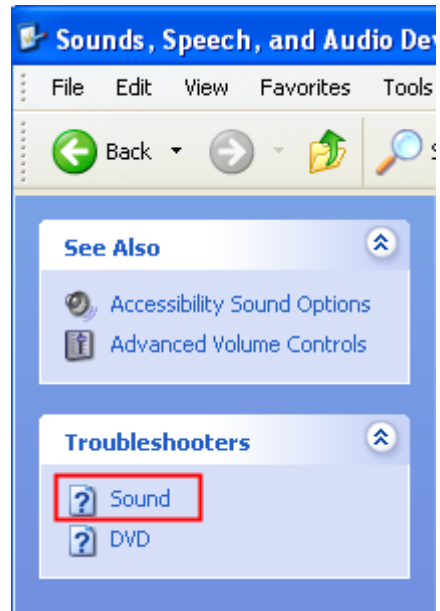 Sounds, Speech, and Audio De
File Edit View Favorites Tools
Back
See Also
Accessibility Sound Options
Advanced Volume Controls
Troubleshooters
Sound
DVD